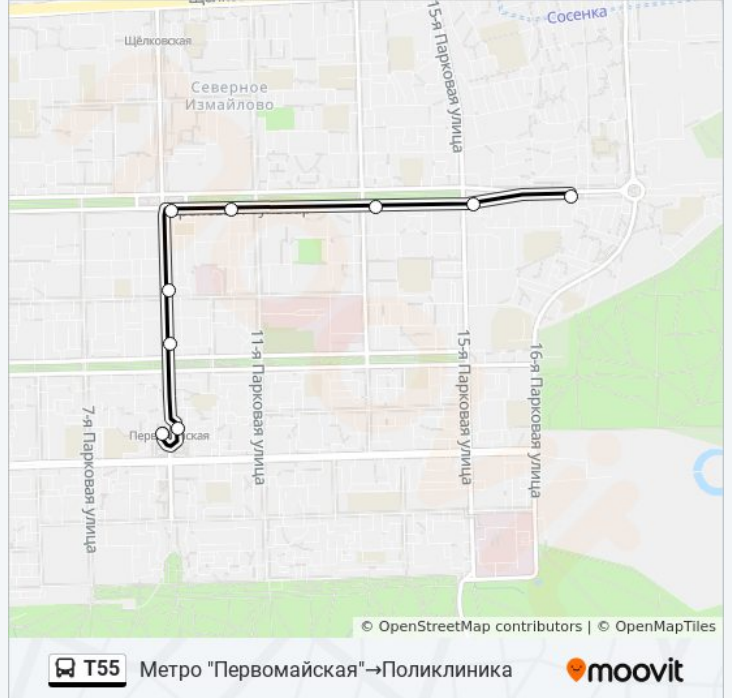 15-я Парковая улица
Сосенка
Щёлковская
Северное
Измайлово
11-я Парковая улица
15-я Парковая улица
16-я Парковая улица
7-я Парковая улица
© OpenStreetMap contributors | © OpenMapTiles
T55 Метро "Первомайская"→Поликлиника
moovit